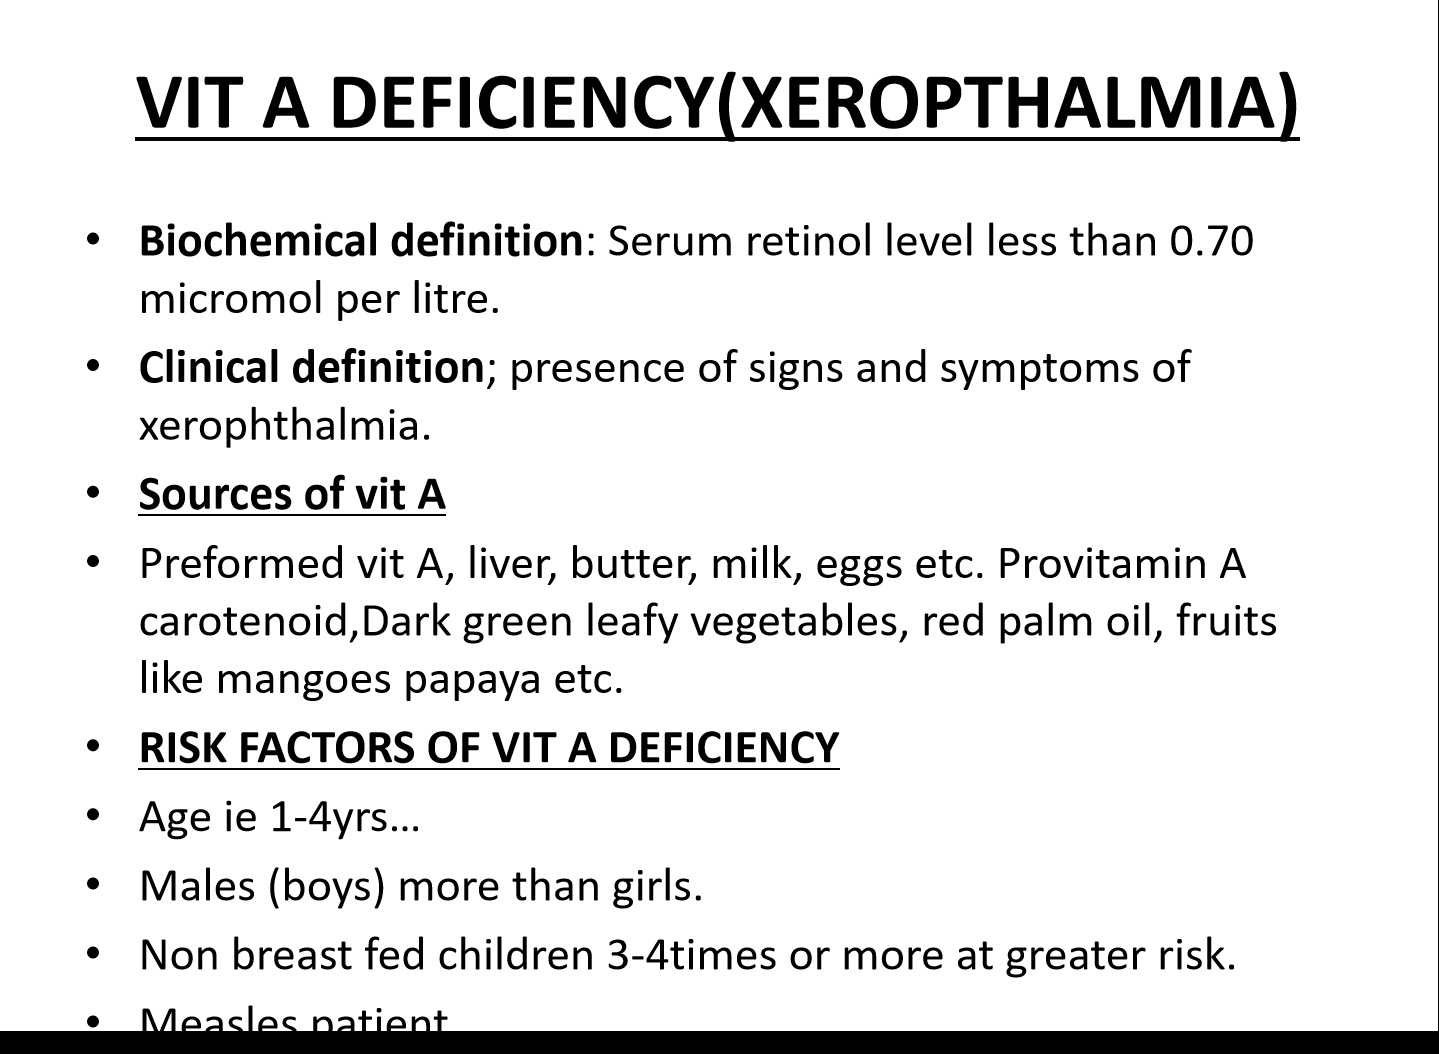 VIT A DEFICIENCY(XEROPTHALMIA)
• Biochemical definition: Serum retinol level less than 0.70
micromol per litre.
• Clinical definition; presence of signs and symptoms of
xerophthalmia.
• Sources of vit A
• Preformed vit A, liver, butter, milk, eggs etc. Provitamin A
carotenoid,Dark green leafy vegetables, red palm oil, fruits
like mangoes papaya etc.
• RISK FACTORS OF VIT A DEFICIENCY
• Age ie 1-4yrs…
• Males (boys) more than girls.
• Non breast fed children 3-4times or more at greater risk.
• Measles patient